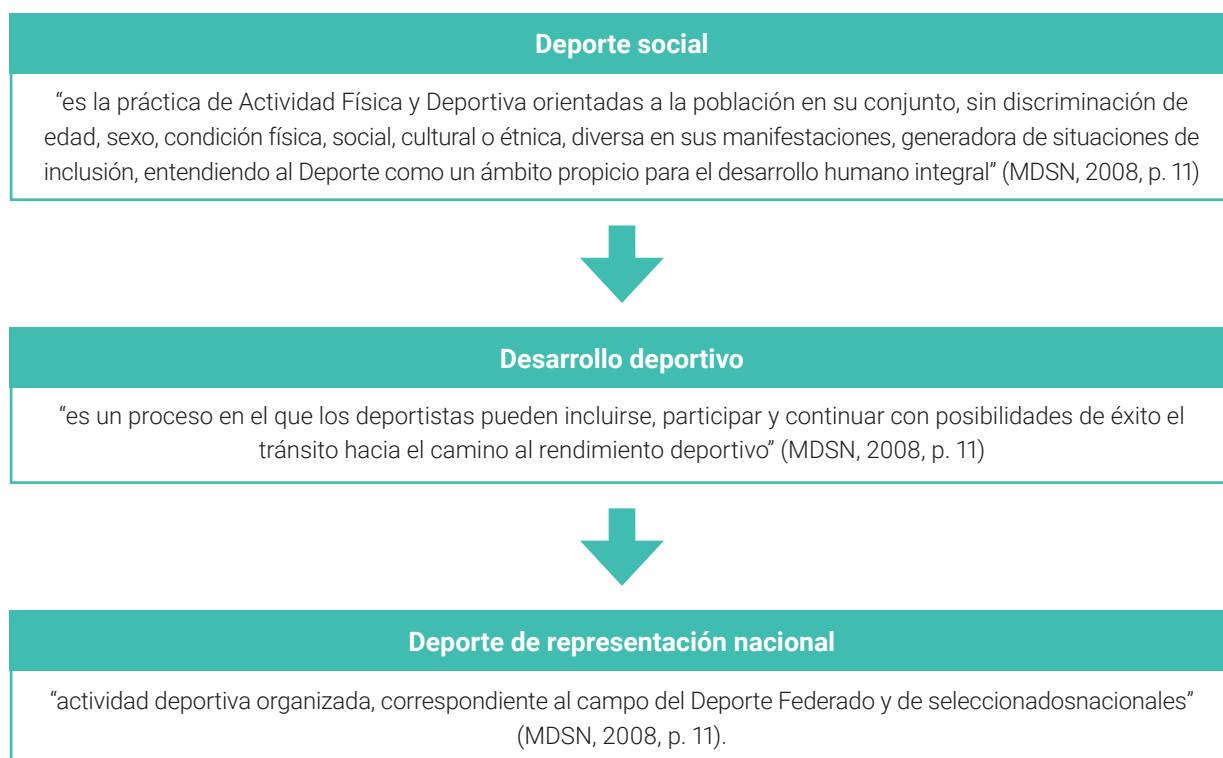 Deporte social
“es la práctica de Actividad Física y Deportiva orientadas a la población en su conjunto, sin discriminación de
edad, sexo, condición física, social, cultural o étnica, diversa en sus manifestaciones, generadora de situaciones de
inclusión, entendiendo al Deporte como un ámbito propicio para el desarrollo humano integral” (MDSN, 2008, p. 11)
Desarrollo deportivo
“es un proceso en el que los deportistas pueden incluirse, participar y continuar con posibilidades de éxito el
tránsito hacia el camino al rendimiento deportivo” (MDSN, 2008, p. 11)
Deporte de representación nacional
“actividad deportiva organizada, correspondiente al campo del Deporte Federado y de seleccionadosnacionales”
(MDSN, 2008, p. 11).